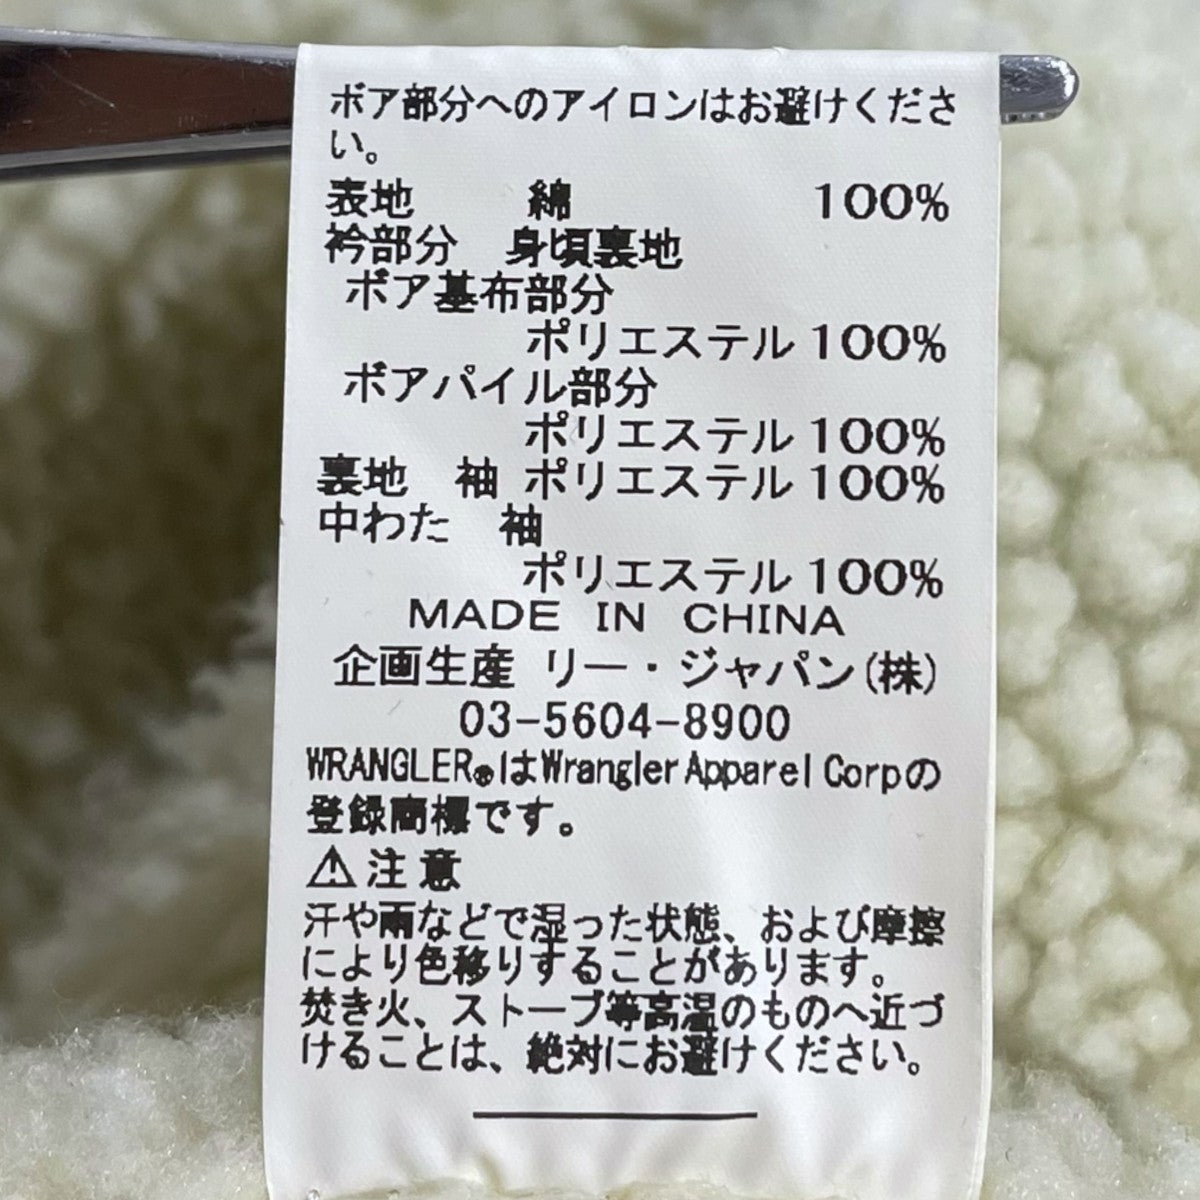 ボア部分へのアイロンはお避けくださ
い。
表地 綿 100%
衿部分 身頃裏地
ボア基布部分
ポリエステル 100%
ボアパイル部分
ポリエステル 100%
裏地 袖 ポリエステル 100%
中わた 袖
ポリエステル 100%
MADE IN CHINA
企画生産 リー・ジャパン(株)
03-5604-8900
WRANGLER®はWrangler Apparel Corpの
登録商標です。
⚠注意
汗や雨などで湿った状態、および摩擦
により色移りすることがあります。
焚き火、ストーブ等高温のものへ近づ
けることは、絶対にお避けください。